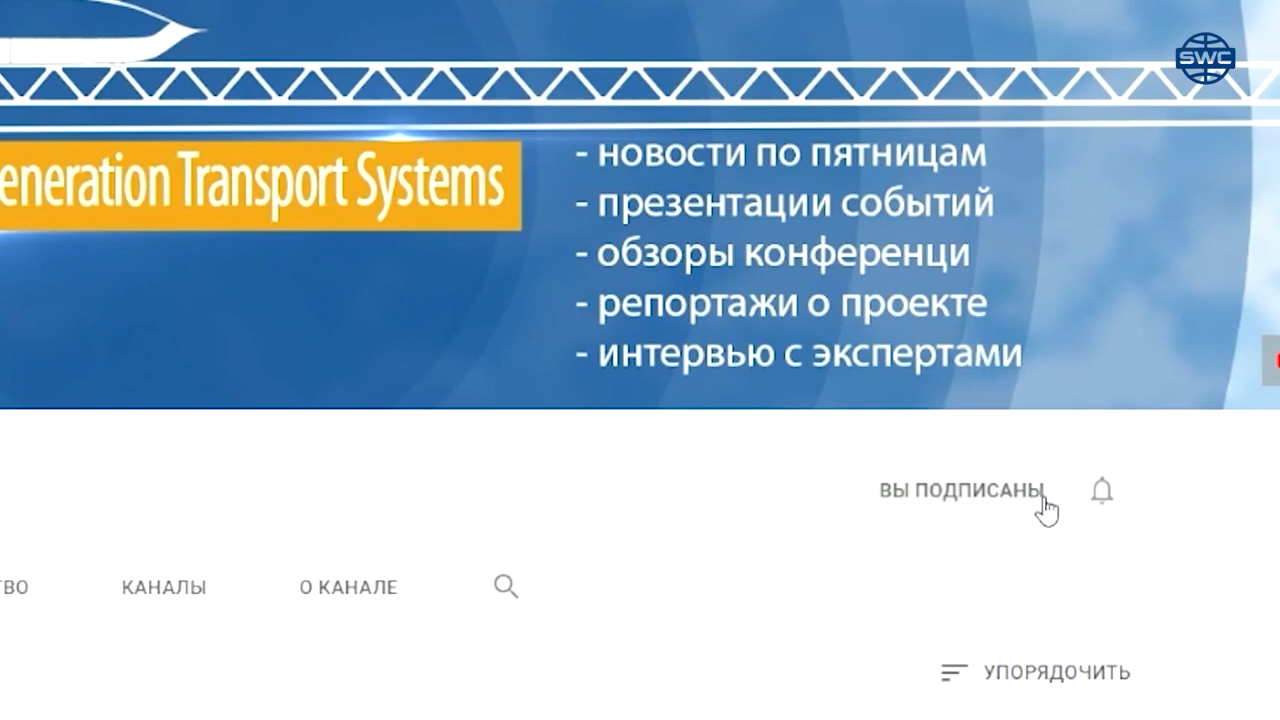 SWC
eneration Transport Systems
- новости по пятницам
- презентации событий
- обзоры конференци
- репортажи о проекте
- интервью с экспертами
ВЫ ПОДПИСАНЫ
ТВО КАНАЛЫ О КАНАЛЕ
УПОРЯДОЧИТЬ